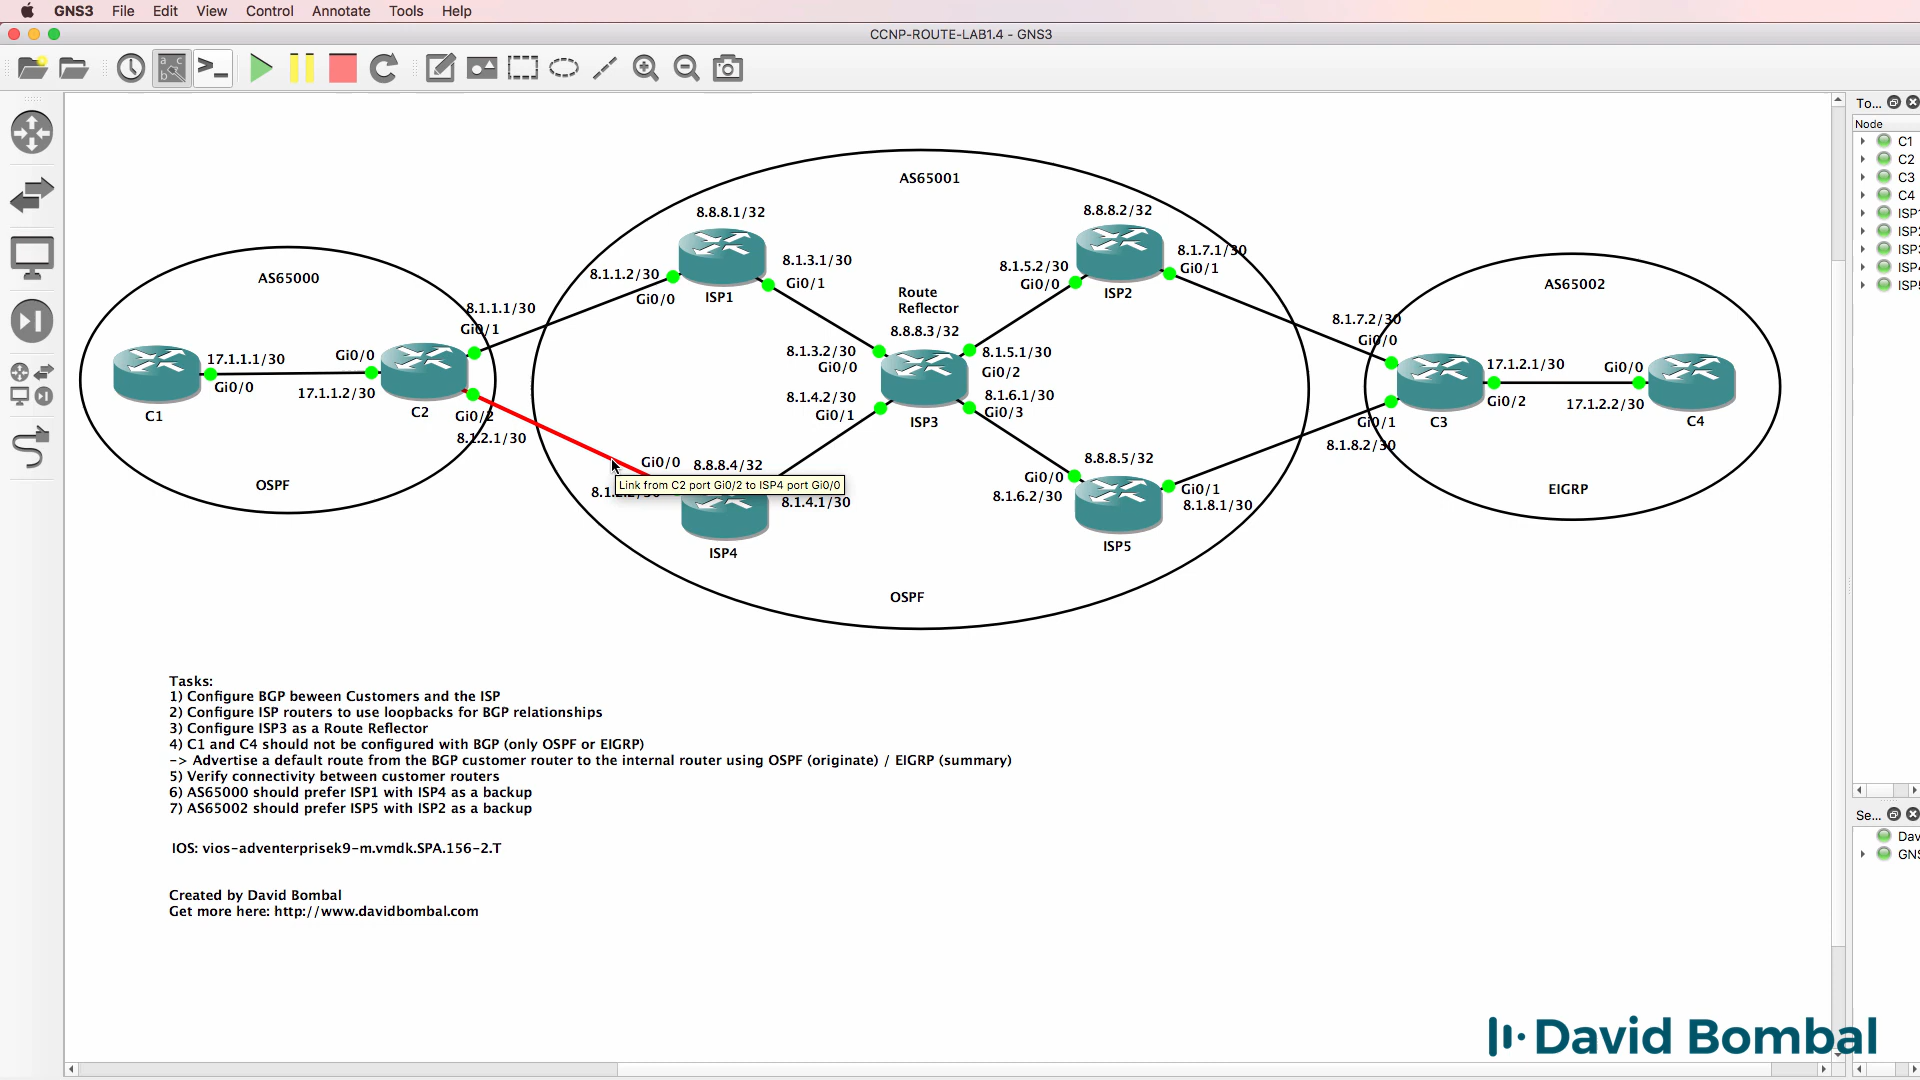 GNS3 File Edit View Control Annotate Tools Help
CCNP-ROUTE-LAB1.4 - GNS3
To...
Node
C1
C2
C3
C4
AS65001
8.8.8.1/32
8.8.8.2/32
8.1.3.1/30
Gi0/1
8.1.1.2/30
Gi0/0
ISP1
8.1.7.1/30
Gi0/1
8.1.5.2/30
Gi0/0
ISP2
AS65000
8.1.1.1/30
Gi0/1
17.1.1.1/30
Gi0/0
Gi0/0
17.1.1.2/30
C1
C2
Gi0/2
8.1.2.1/30
OSPF
Route
Reflector
8.8.8.3/32
8.1.3.2/30
Gi0/0
8.1.5.1/30
Gi0/2
8.1.4.2/30
Gi0/1
8.1.6.1/30
Gi0/3
ISP3
AS65002
8.1.7.2/30
Gi0/0
17.1.2.1/30
Gi0/2
Gi0/0
17.1.2.2/30
Gi0/1
8.1.8.2/30
C3
C4
EIGRP
Gi0/0 8.8.8.4/32
Link from C2 port Gi0/2 to ISP4 port Gi0/0
8.1.4.1/30
ISP4
8.8.8.5/32
Gi0/0
8.1.6.2/30
Gi0/1
8.1.8.1/30
ISP5
OSPF
Tasks:
1) Configure BGP beween Customers and the ISP
2) Configure ISP routers to use loopbacks for BGP relationships
3) Configure ISP3 as a Route Reflector
4) C1 and C4 should not be configured with BGP (only OSPF or EIGRP)
-> Advertise a default route from the BGP customer router to the internal router using OSPF (originate) / EIGRP (summary)
5) Verify connectivity between customer routers
6) AS65000 should prefer ISP1 with ISP4 as a backup
7) AS65002 should prefer ISP5 with ISP2 as a backup
IOS: vios-adventerprisek9-m.vmdk.SPA.156-2.T
Created by David Bombal
Get more here: http://www.davidbombal.com
Se...
David Bombal